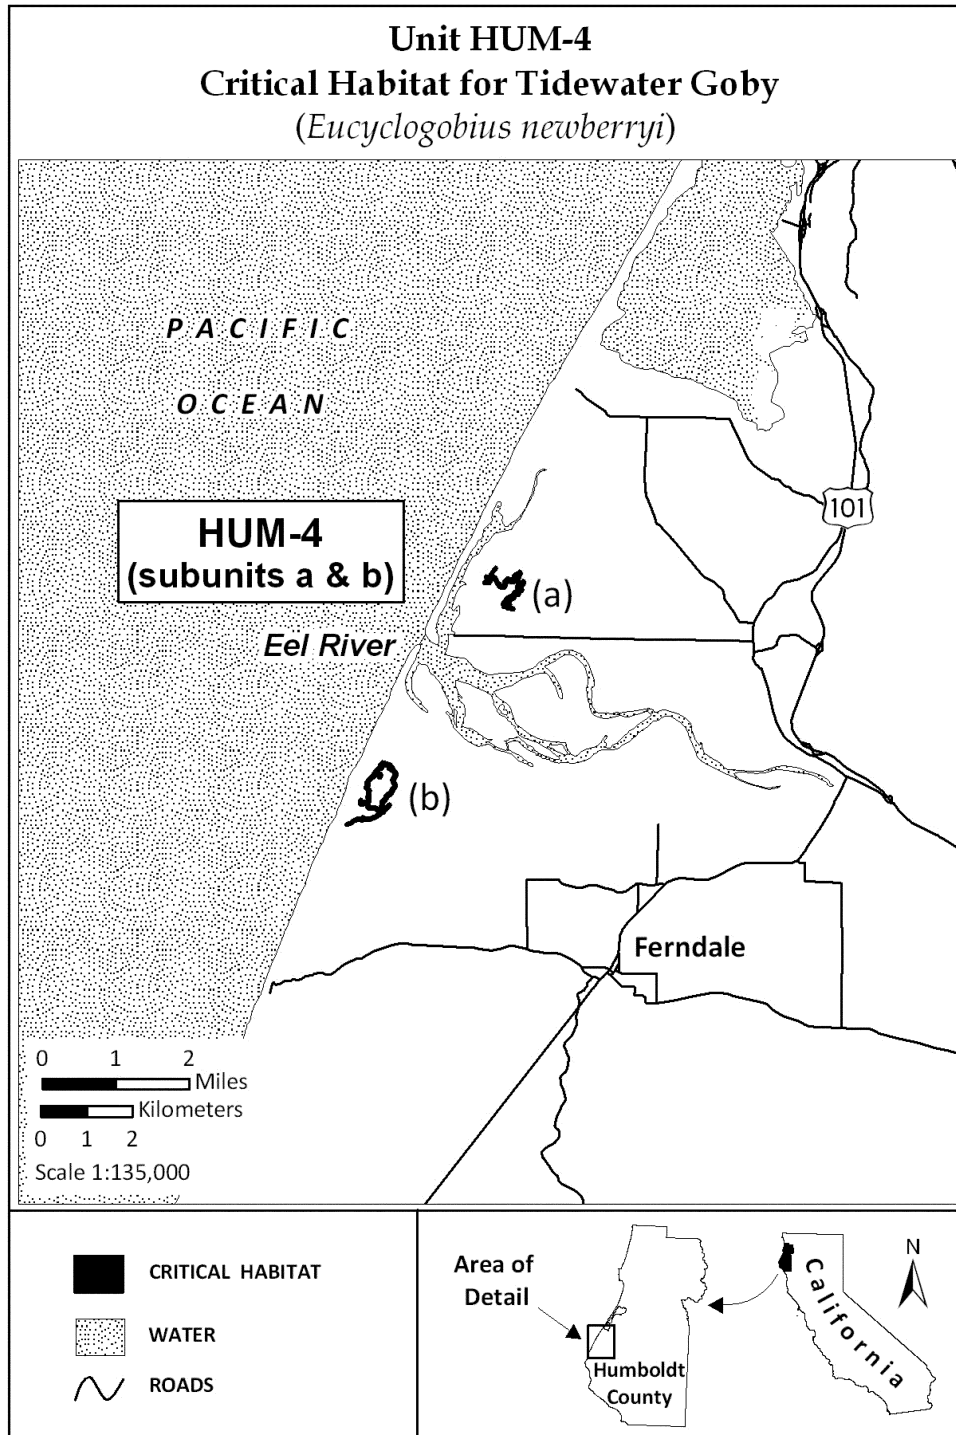 Unit HUM-4
Critical Habitat for Tidewater Goby
(Eucyclogobius newberryi)
PACIFIC
OCEAN
101
HUM-4
(subunits a & b)
(a)
Eel River
(b)
Ferndale
0 1 2
Miles
Kilometers
0 1 2
Scale 1:135,000
CRITICAL HABITAT
WATER
ROADS
Area of
Detail
Humboldt
County
California
N